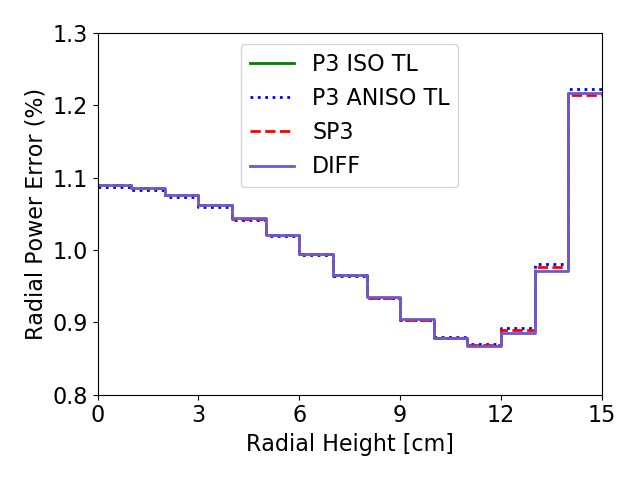 1.3
1.2
1.1
1.0
0.9
0.8
Radial Power Error (%)
P3 ISO TL
P3 ANISO TL
SP3
DIFF
0 3 6 9 12 15
Radial Height [cm]